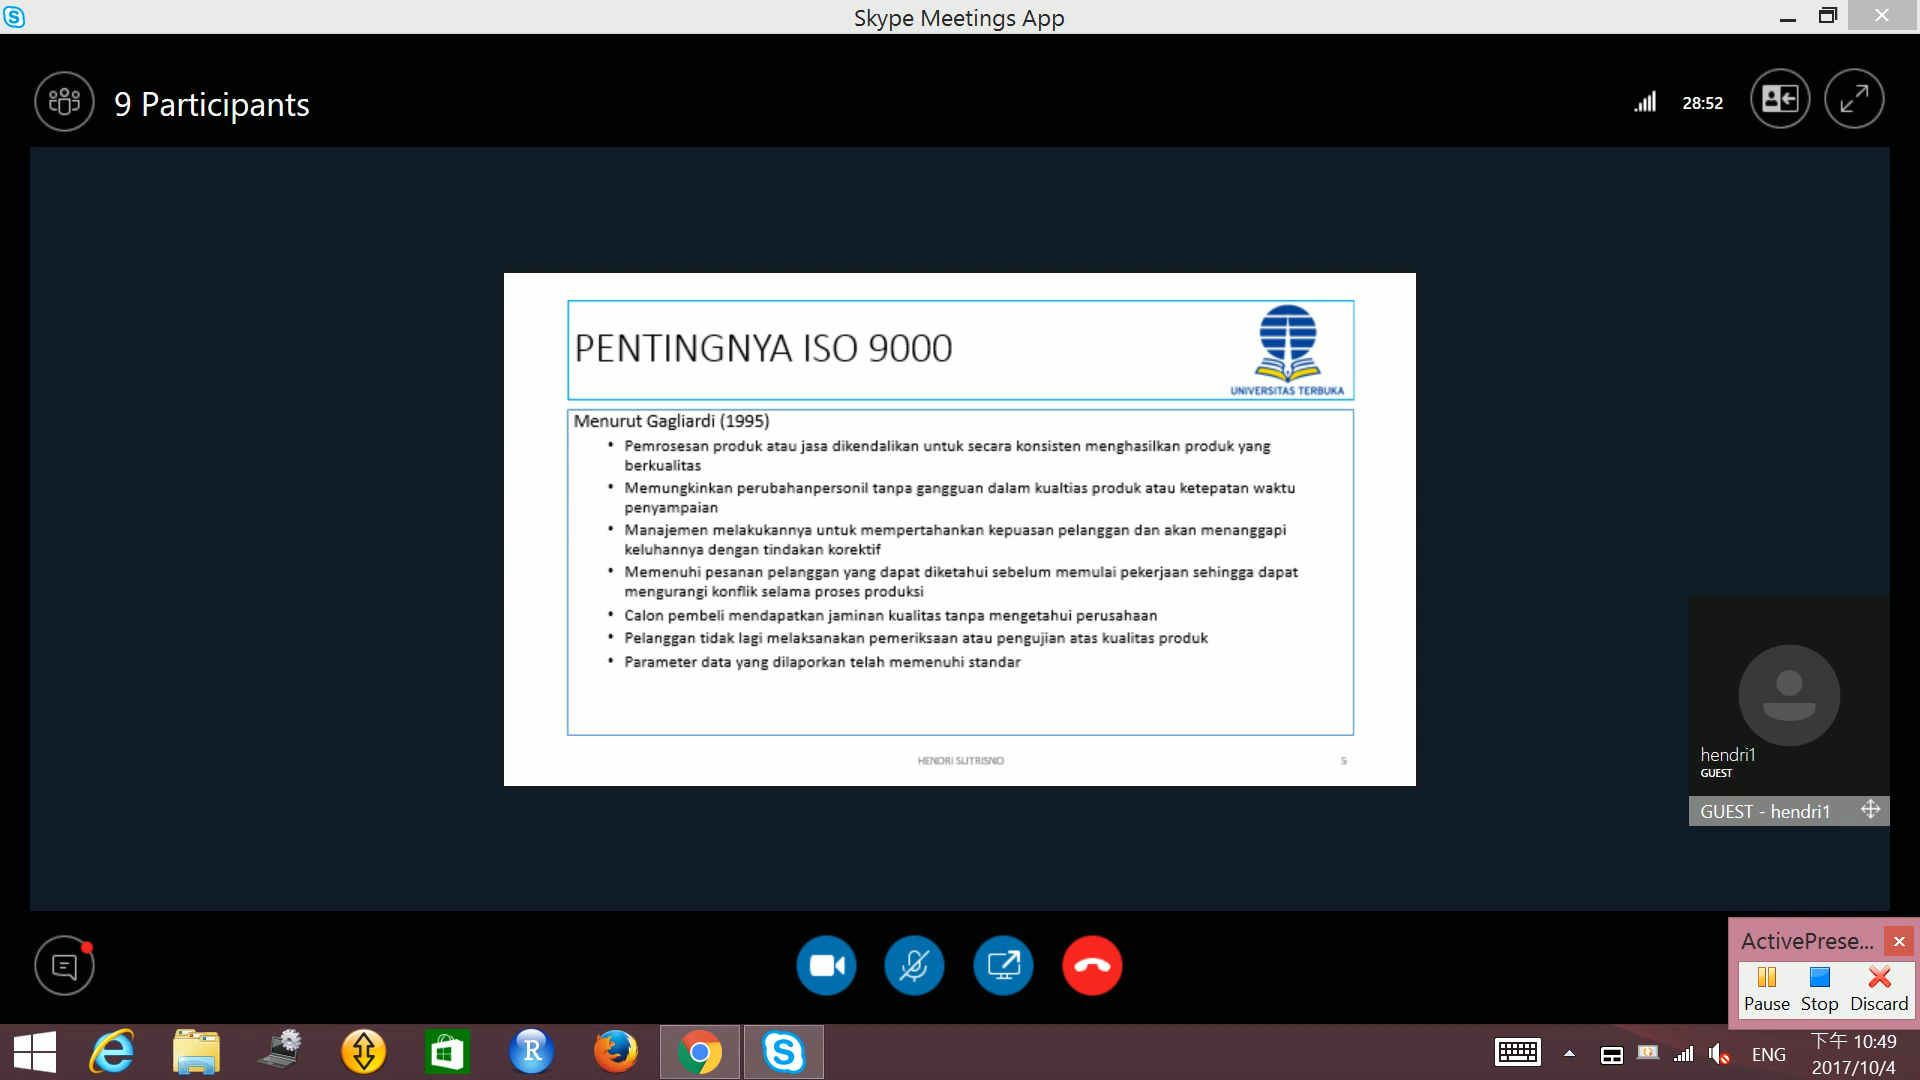 Skype Meetings App
9 Participants
28:52
PENTINGNYA ISO 9000
UNIVERSITAS TERBUKA
Menurut Gagliardi (1995)
• Pemrosesan produk atau jasa dikendalikan untuk secara konsisten menghasilkan produk yang
berkualitas
• Memungkinkan perubahanpersonil tanpa gangguan dalam kualtias produk atau ketepatan waktu
penyampaian
• Manajemen melakukannya untuk mempertahankan kepuasan pelanggan dan akan menanggapi
keluhannya dengan tindakan korektif
• Memenuhi pesanan pelanggan yang dapat diketahui sebelum memulai pekerjaan sehingga dapat
mengurangi konflik selama proses produksi
• Calon pembeli mendapatkan jaminan kualitas tanpa mengetahui perusahaan
• Pelanggan tidak lagi melaksanakan pemeriksaan atau pengujian atas kualitas produk
• Parameter data yang dilaporkan telah memenuhi standar
HENDRI SUTRISNO
5
hendri1
GUEST
GUEST - hendri1
ActivePrese...
Pause Stop Discard
ENG
下午 10:49
2017/10/4